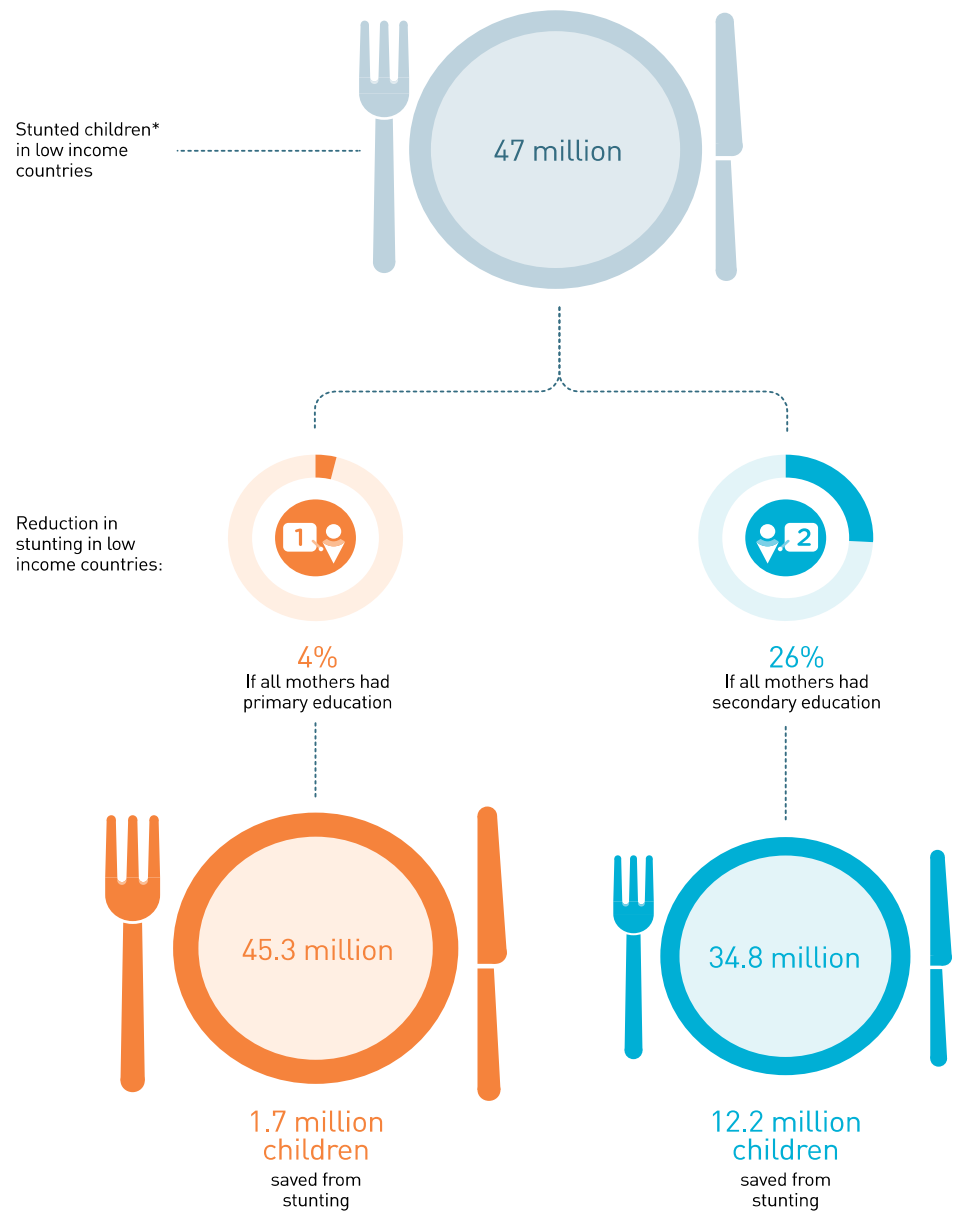 Stunted children*
in low income
countries
47 million
Reduction in
stunting in low
income countries:
1
2
4%
If all mothers had
primary education
26%
If all mothers had
secondary education
45.3 million
34.8 million
1.7 million
children
saved from
stunting
12.2 million
children
saved from
stunting